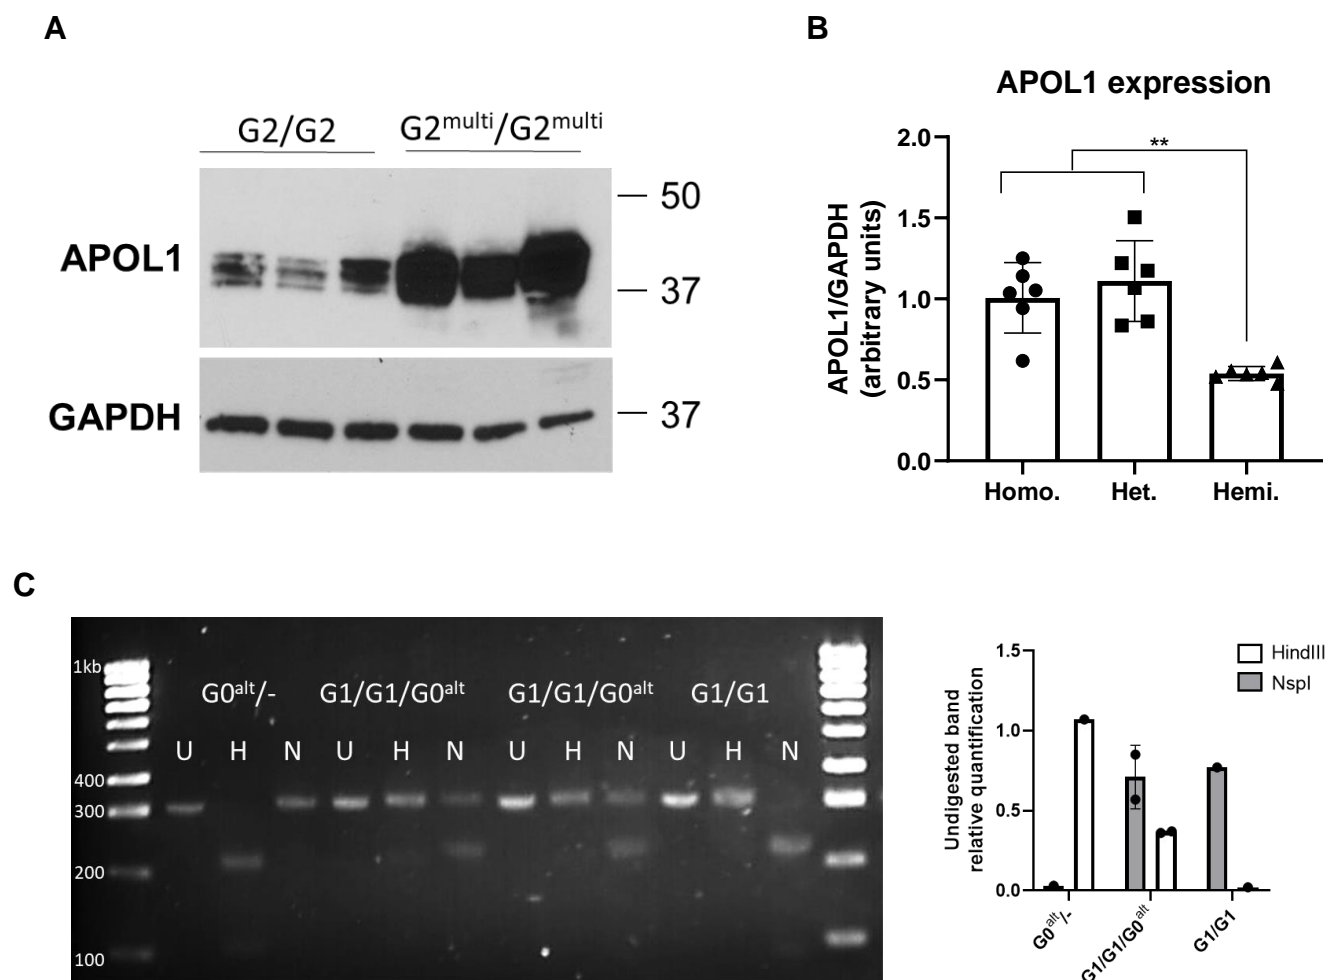 A
G2/G2
G2multi/G2multi
APOL1
50
37
GAPDH
37
B
APOL1 expression
APOL1/GAPDH
(arbitrary units)
2.0
1.5
1.0
0.5
0.0
**
Homo.
Het.
Hemi.
C
1kb
400
300
200
100
G0alt/-
G1/G1/G0alt
G1/G1/G0alt
G1/G1
U H N U H N U H N U H N
Undigested band
relative quantification
1.5
1.0
0.5
0.0
HindIII
NspI
G0alt/-
G1/G1/G0alt
G1/G1